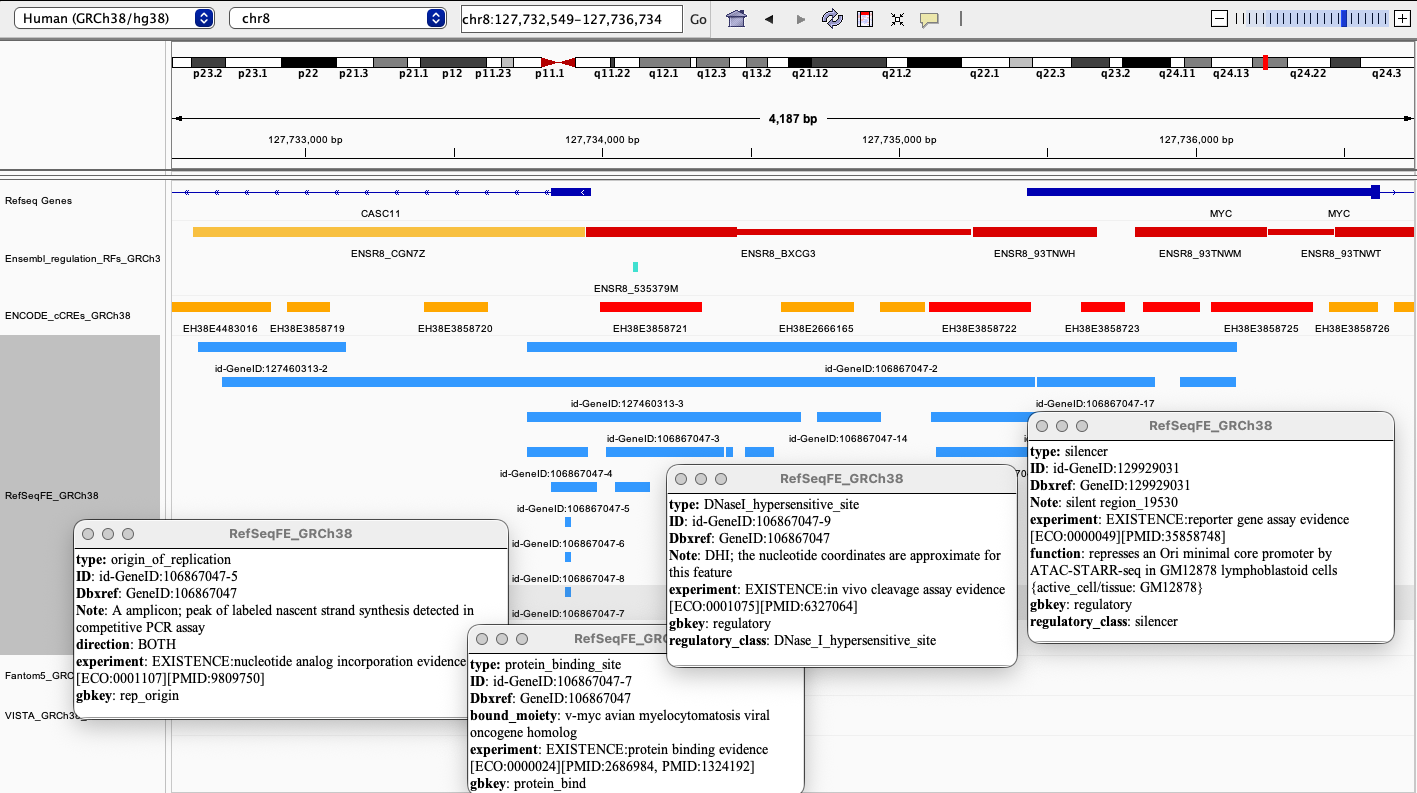 Human (GRCh38/hg38) chr8 chr8:127,732,549-127,736,734 Go
p23.2 p23.1 p22 p21.3 p21.1 p12 p11.23 p11.1 q11.22 q12.1 q12.3 q13.2 q21.12 q21.2 q22.1 q22.3 q23.2 q24.11 q24.13 q24.22 q24.3
4,187 bp
127,733,000 bp 127,734,000 bp 127,735,000 bp 127,736,000 bp
Refseq Genes
CASC11 MYC MYC
Ensembl_regulation_RFs_GRCh3
ENSR8_CGN7Z ENSR8_BXCG3 ENSR8_93TNWH ENSR8_93TNWM ENSR8_93TNWT
ENSR8_535379M
ENCODE_cCREs_GRCh38
EH38E4483016 EH38E3858719 EH38E3858720 EH38E3858721 EH38E2666165 EH38E3858722 EH38E3858723 EH38E3858725 EH38E3858726
id-GeneID:127460313-2 id-GeneID:106867047-2
id-GeneID:127460313-3 id-GeneID:106867047-17
id-GeneID:106867047-3 id-GeneID:106867047-14
id-GeneID:106867047-4
id-GeneID:106867047-5
id-GeneID:106867047-6
id-GeneID:106867047-8
id-GeneID:106867047-7
RefSeqFE_GRCh38
Fantom5_GRC
VISTA_GRCh38_
RefSeqFE_GRCh38
type: origin_of_replication
ID: id-GeneID:106867047-5
Dbxref: GeneID:106867047
Note: A amplicon; peak of labeled nascent strand synthesis detected in
competitive PCR assay
direction: BOTH
experiment: EXISTENCE:nucleotide analog incorporation evidence
[ECO:0001107][PMID:9809750]
gbkey: rep_origin
RefSeqFE_GRC
type: protein_binding_site
ID: id-GeneID:106867047-7
Dbxref: GeneID:106867047
bound_moiety: v-myc avian myelocytomatosis viral
oncogene homolog
experiment: EXISTENCE:protein binding evidence
[ECO:0000024][PMID:2686984, PMID:1324192]
gbkey: protein_bind
RefSeqFE_GRCh38
type: DNaseI_hypersensitive_site
ID: id-GeneID:106867047-9
Dbxref: GeneID:106867047
Note: DHI; the nucleotide coordinates are approximate for
this feature
experiment: EXISTENCE:in vivo cleavage assay evidence
[ECO:0001075][PMID:6327064]
gbkey: regulatory
regulatory_class: DNase_I_hypersensitive_site
RefSeqFE_GRCh38
type: silencer
ID: id-GeneID:129929031
Dbxref: GeneID:129929031
Note: silent region_19530
experiment: EXISTENCE:reporter gene assay evidence
[ECO:0000049][PMID:35858748]
function: represses an Ori minimal core promoter by
ATAC-STARR-seq in GM12878 lymphoblastoid cells
{active_cell/tissue: GM12878}
gbkey: regulatory
regulatory_class: silencer